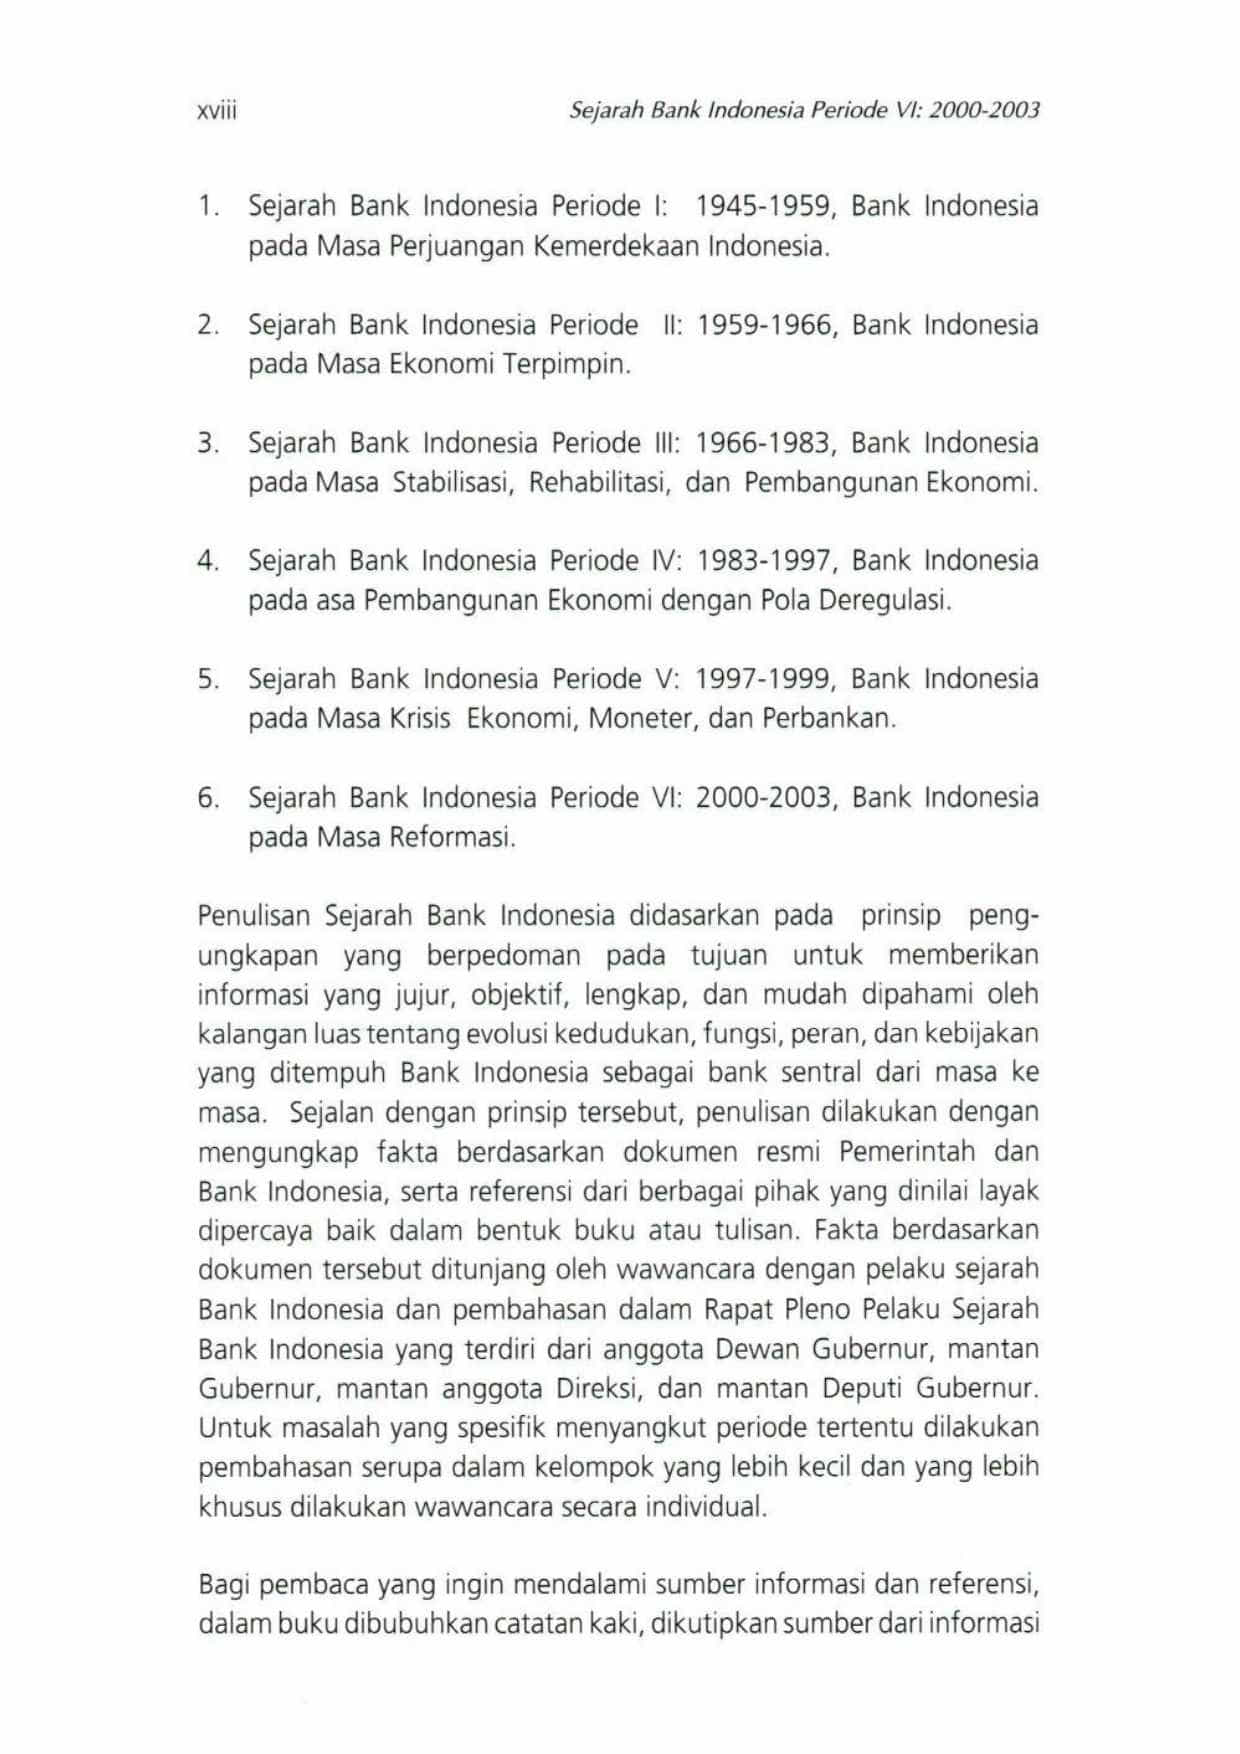 xviii
Sejarah Bank Indonesia Periode VI: 2000-2003
1. Sejarah Bank Indonesia Periode I: 1945-1959, Bank Indonesia
pada Masa Perjuangan Kemerdekaan Indonesia.
2. Sejarah Bank Indonesia Periode II: 1959-1966, Bank Indonesia
pada Masa Ekonomi Terpimpin.
3. Sejarah Bank Indonesia Periode III: 1966-1983, Bank Indonesia
pada Masa Stabilisasi, Rehabilitasi, dan Pembangunan Ekonomi.
4. Sejarah Bank Indonesia Periode IV: 1983-1997, Bank Indonesia
pada asa Pembangunan Ekonomi dengan Pola Deregulasi.
5. Sejarah Bank Indonesia Periode V: 1997-1999, Bank Indonesia
pada Masa Krisis Ekonomi, Moneter, dan Perbankan.
6. Sejarah Bank Indonesia Periode VI: 2000-2003, Bank Indonesia
pada Masa Reformasi.
Penulisan Sejarah Bank Indonesia didasarkan pada prinsip peng-
ungkapan yang berpedoman pada tujuan untuk memberikan
informasi yang jujur, objektif, lengkap, dan mudah dipahami oleh
kalangan luas tentang evolusi kedudukan, fungsi, peran, dan kebijakan
yang ditempuh Bank Indonesia sebagai bank sentral dari masa ke
masa. Sejalan dengan prinsip tersebut, penulisan dilakukan dengan
mengungkap fakta berdasarkan dokumen resmi Pemerintah dan
Bank Indonesia, serta referensi dari berbagai pihak yang dinilai layak
dipercaya baik dalam bentuk buku atau tulisan. Fakta berdasarkan
dokumen tersebut ditunjang oleh wawancara dengan pelaku sejarah
Bank Indonesia dan pembahasan dalam Rapat Pleno Pelaku Sejarah
Bank Indonesia yang terdiri dari anggota Dewan Gubernur, mantan
Gubernur, mantan anggota Direksi, dan mantan Deputi Gubernur.
Untuk masalah yang spesifik menyangkut periode tertentu dilakukan
pembahasan serupa dalam kelompok yang lebih kecil dan yang lebih
khusus dilakukan wawancara secara individual.
Bagi pembaca yang ingin mendalami sumber informasi dan referensi,
dalam buku dibubuhkan catatan kaki, dikutipkan sumber dari informasi